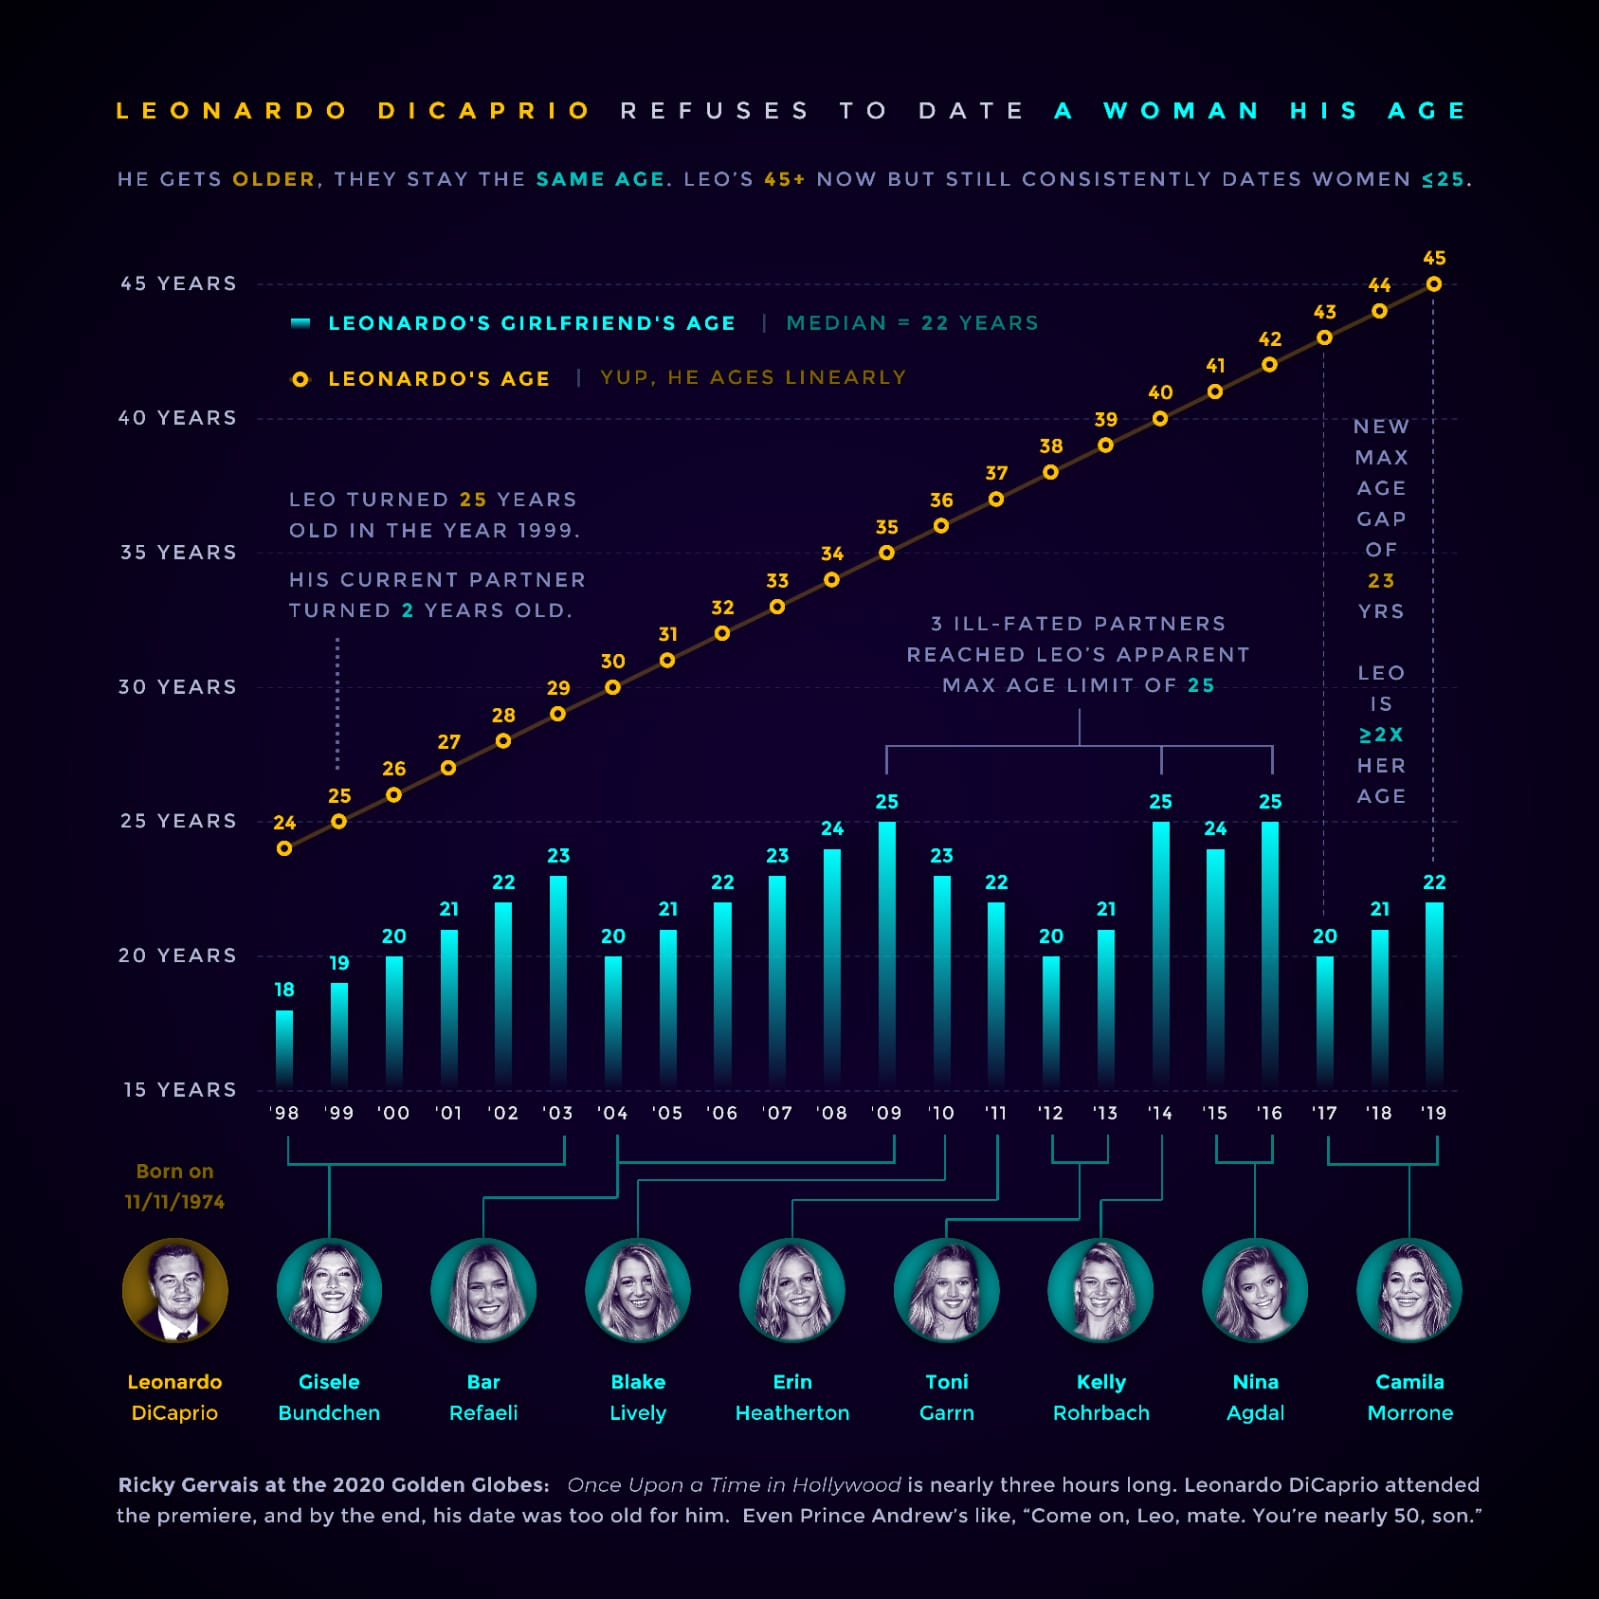 LEONARDO DICAPRIO REFUSES TO DATE A WOMAN HIS AGE
HE GETS OLDER, THEY STAY THE SAME AGE. LEO'S 45+ NOW BUT STILL CONSISTENTLY DATES WOMEN ≤25.
45 YEARS
LEONARDO'S GIRLFRIEND'S AGE | MEDIAN = 22 YEARS
LEONARDO'S AGE | YUP, HE AGES LINEARLY
40 YEARS
35 YEARS
30 YEARS
25 YEARS
20 YEARS
15 YEARS
LEO TURNED 25 YEARS
OLD IN THE YEAR 1999.
HIS CURRENT PARTNER
TURNED 2 YEARS OLD.
3 ILL-FATED PARTNERS
REACHED LEO'S APPARENT
MAX AGE LIMIT OF 25
NEW
MAX
AGE
GAP
OF
23
YRS
LEO
IS
≥2X
HER
AGE
24 25 26 27 28 29 30 31 32 33 34 35 36 37 38 39 40 41 42 43 44 45
18 19 20 21 22 23 20 21 22 23 24 25 23 22 20 21 25 24 25 20 21 22
'98 '99 '00 '01 '02 '03 '04 '05 '06 '07 '08 '09 '10 '11 '12 '13 '14 '15 '16 '17 '18 '19
Born on
11/11/1974
Leonardo
DiCaprio
Gisele
Bundchen
Bar
Refaeli
Blake
Lively
Erin
Heatherton
Toni
Garrn
Kelly
Rohrbach
Nina
Agdal
Camila
Morrone
Ricky Gervais at the 2020 Golden Globes: Once Upon a Time in Hollywood is nearly three hours long. Leonardo DiCaprio attended
the premiere, and by the end, his date was too old for him. Even Prince Andrew's like, “Come on, Leo, mate. You're nearly 50, son.”